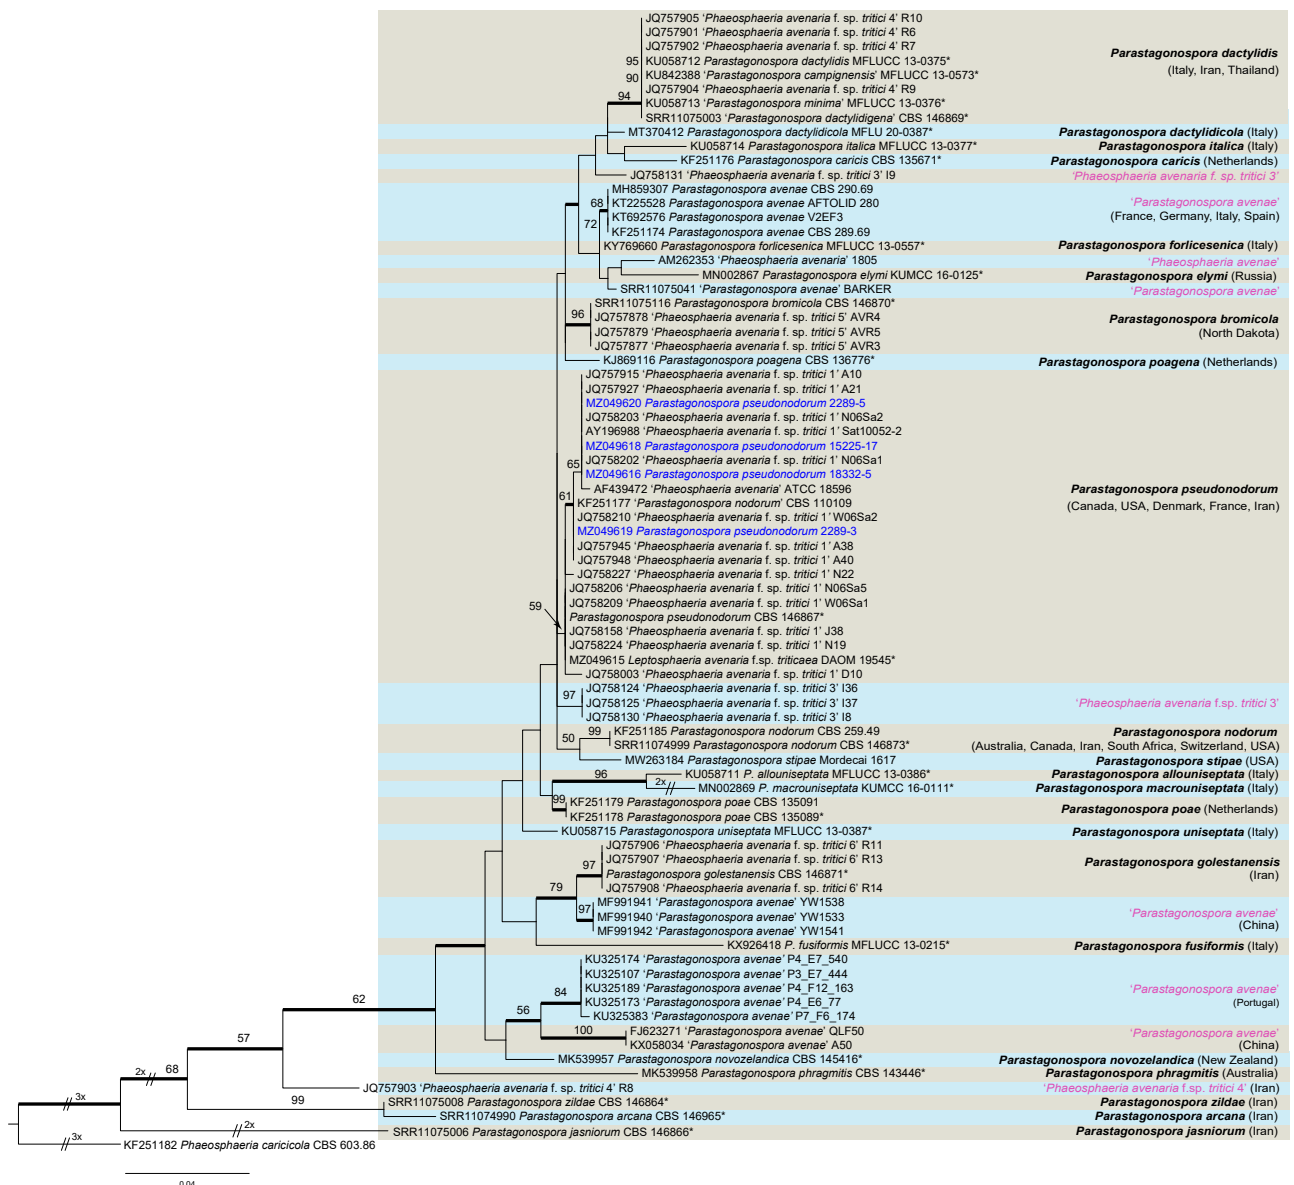 JQ757905 ‘Phaeosphaeria avenaria f. sp. tritici 4’ R10
JQ757901 ‘Phaeosphaeria avenaria f. sp. tritici 4’ R6
JQ757902 ‘Phaeosphaeria avenaria f. sp. tritici 4’ R7
Parastagonospora dactylidis
95 KU058712 Parastagonospora dactylidis MFLUCC 13-0375*
(Italy, Iran, Thailand)
90 KU842388 ‘Parastagonospora campignensis’ MFLUCC 13-0573*
JQ757904 ‘Phaeosphaeria avenaria f. sp. tritici 4’ R9
94 KU058713 ‘Parastagonospora minima’ MFLUCC 13-0376*
SRR11075003 ‘Parastagonospora dactylidigena’ CBS 146869*
MT370412 Parastagonospora dactylidicola MFLU 20-0387* Parastagonospora dactylidicola (Italy)
KU058714 Parastagonospora italica MFLUCC 13-0377* Parastagonospora italica (Italy)
KF251176 Parastagonospora caricis CBS 135671* Parastagonospora caricis (Netherlands)
JQ758131 ‘Phaeosphaeria avenaria f. sp. tritici 3’ I9 ‘Phaeosphaeria avenaria f. sp. tritici 3’
MH859307 Parastagonospora avenae CBS 290.69
68 KT225528 Parastagonospora avenae AFTOLID 280 ‘Parastagonospora avenae’
72 KT692576 Parastagonospora avenae V2EF3 (France, Germany, Italy, Spain)
KF251174 Parastagonospora avenae CBS 289.69
KY769660 Parastagonospora forlicesenica MFLUCC 13-0557* Parastagonospora forlicesenica (Italy)
AM262353 ‘Phaeosphaeria avenaria’ 1805 ‘Phaeosphaeria avenae’
MN002867 Parastagonospora elymi KUMCC 16-0125* Parastagonospora elymi (Russia)
SRR11075041 ‘Parastagonospora avenae’ BARKER ‘Parastagonospora avenae’
SRR11075116 Parastagonospora bromicola CBS 146870*
96 JQ757878 ‘Phaeosphaeria avenaria f. sp. tritici 5’ AVR4 Parastagonospora bromicola
JQ757879 ‘Phaeosphaeria avenaria f. sp. tritici 5’ AVR5 (North Dakota)
JQ757877 ‘Phaeosphaeria avenaria f. sp. tritici 5’ AVR3
KJ869116 Parastagonospora poagena CBS 136776* Parastagonospora poagena (Netherlands)
JQ757915 ‘Phaeosphaeria avenaria f. sp. tritici 1’ A10
JQ757927 ‘Phaeosphaeria avenaria f. sp. tritici 1’ A21
MZ049620 Parastagonospora pseudonodorum 2289-5
JQ758203 ‘Phaeosphaeria avenaria f. sp. tritici 1’ N06Sa2
AY196988 ‘Phaeosphaeria avenaria f. sp. tritici 1’ Sat10052-2
MZ049618 Parastagonospora pseudonodorum 15225-17
65 JQ758202 ‘Phaeosphaeria avenaria f. sp. tritici 1’ N06Sa1
MZ049616 Parastagonospora pseudonodorum 18332-5
AF439472 ‘Phaeosphaeria avenaria’ ATCC 18596 Parastagonospora pseudonodorum
61 KF251177 ‘Parastagonospora nodorum’ CBS 110109 (Canada, USA, Denmark, France, Iran)
JQ758210 ‘Phaeosphaeria avenaria f. sp. tritici 1’ W06Sa2
MZ049619 Parastagonospora pseudonodorum 2289-3
JQ757945 ‘Phaeosphaeria avenaria f. sp. tritici 1’ A38
JQ757948 ‘Phaeosphaeria avenaria f. sp. tritici 1’ A40
JQ758227 ‘Phaeosphaeria avenaria f. sp. tritici 1’ N22
JQ758206 ‘Phaeosphaeria avenaria f. sp. tritici 1’ N06Sa5
59 JQ758209 ‘Phaeosphaeria avenaria f. sp. tritici 1’ W06Sa1
Parastagonospora pseudonodorum CBS 146867*
JQ758158 ‘Phaeosphaeria avenaria f. sp. tritici 1’ J38
JQ758224 ‘Phaeosphaeria avenaria f. sp. tritici 1’ N19
MZ049615 Leptosphaeria avenaria f.sp. triticaea DAOM 19545*
JQ758003 ‘Phaeosphaeria avenaria f. sp. tritici 1’ D10
JQ758124 ‘Phaeosphaeria avenaria f. sp. tritici 3’ I36
97 JQ758125 ‘Phaeosphaeria avenaria f. sp. tritici 3’ I37 ‘Phaeosphaeria avenaria f.sp. tritici 3’
JQ758130 ‘Phaeosphaeria avenaria f. sp. tritici 3’ I8
99 KF251185 Parastagonospora nodorum CBS 259.49 Parastagonospora nodorum
50 SRR11074999 Parastagonospora nodorum CBS 146873* (Australia, Canada, Iran, South Africa, Switzerland, USA)
MW263184 Parastagonospora stipae Mordecai 1617 Parastagonospora stipae (USA)
96 KU058711 P. allouniseptata MFLUCC 13-0386* Parastagonospora allouniseptata (Italy)
2x MN002869 P. macrouniseptata KUMCC 16-0111* Parastagonospora macrouniseptata (Italy)
99 KF251179 Parastagonospora poae CBS 135091 Parastagonospora poae (Netherlands)
KF251178 Parastagonospora poae CBS 135089*
KU058715 Parastagonospora uniseptata MFLUCC 13-0387* Parastagonospora uniseptata (Italy)
JQ757906 ‘Phaeosphaeria avenaria f. sp. tritici 6’ R11
97 JQ757907 ‘Phaeosphaeria avenaria f. sp. tritici 6’ R13 Parastagonospora golestanensis
Parastagonospora golestanensis CBS 146871* (Iran)
79 JQ757908 ‘Phaeosphaeria avenaria f. sp. tritici 6’ R14
MF991941 ‘Parastagonospora avenae’ YW1538
97 MF991940 ‘Parastagonospora avenae’ YW1533 ‘Parastagonospora avenae’
MF991942 ‘Parastagonospora avenae’ YW1541 (China)
KX926418 P. fusiformis MFLUCC 13-0215* Parastagonospora fusiformis (Italy)
KU325174 ‘Parastagonospora avenae’ P4_E7_540
KU325107 ‘Parastagonospora avenae’ P3_E7_444
84 KU325189 ‘Parastagonospora avenae’ P4_F12_163 ‘Parastagonospora avenae’
KU325173 ‘Parastagonospora avenae’ P4_E6_77 (Portugal)
62 56 KU325383 ‘Parastagonospora avenae’ P7_F6_174
100 FJ623271 ‘Parastagonospora avenae’ QLF50 ‘Parastagonospora avenae’
57 KX058034 ‘Parastagonospora avenae’ A50 (China)
MK539957 Parastagonospora novozelandica CBS 145416* Parastagonospora novozelandica (New Zealand)
2x 68 MK539958 Parastagonospora phragmitis CBS 143446* Parastagonospora phragmitis (Australia)
JQ757903 ‘Phaeosphaeria avenaria f. sp. tritici 4’ R8 ‘Phaeosphaeria avenaria f.sp. tritici 4’ (Iran)
3x 99 SRR11075008 Parastagonospora zildae CBS 146864* Parastagonospora zildae (Iran)
SRR11074990 Parastagonospora arcana CBS 146965* Parastagonospora arcana (Iran)
2x SRR11075006 Parastagonospora jasniorum CBS 146866* Parastagonospora jasniorum (Iran)
3x KF251182 Phaeosphaeria caricicola CBS 603.86
0.04